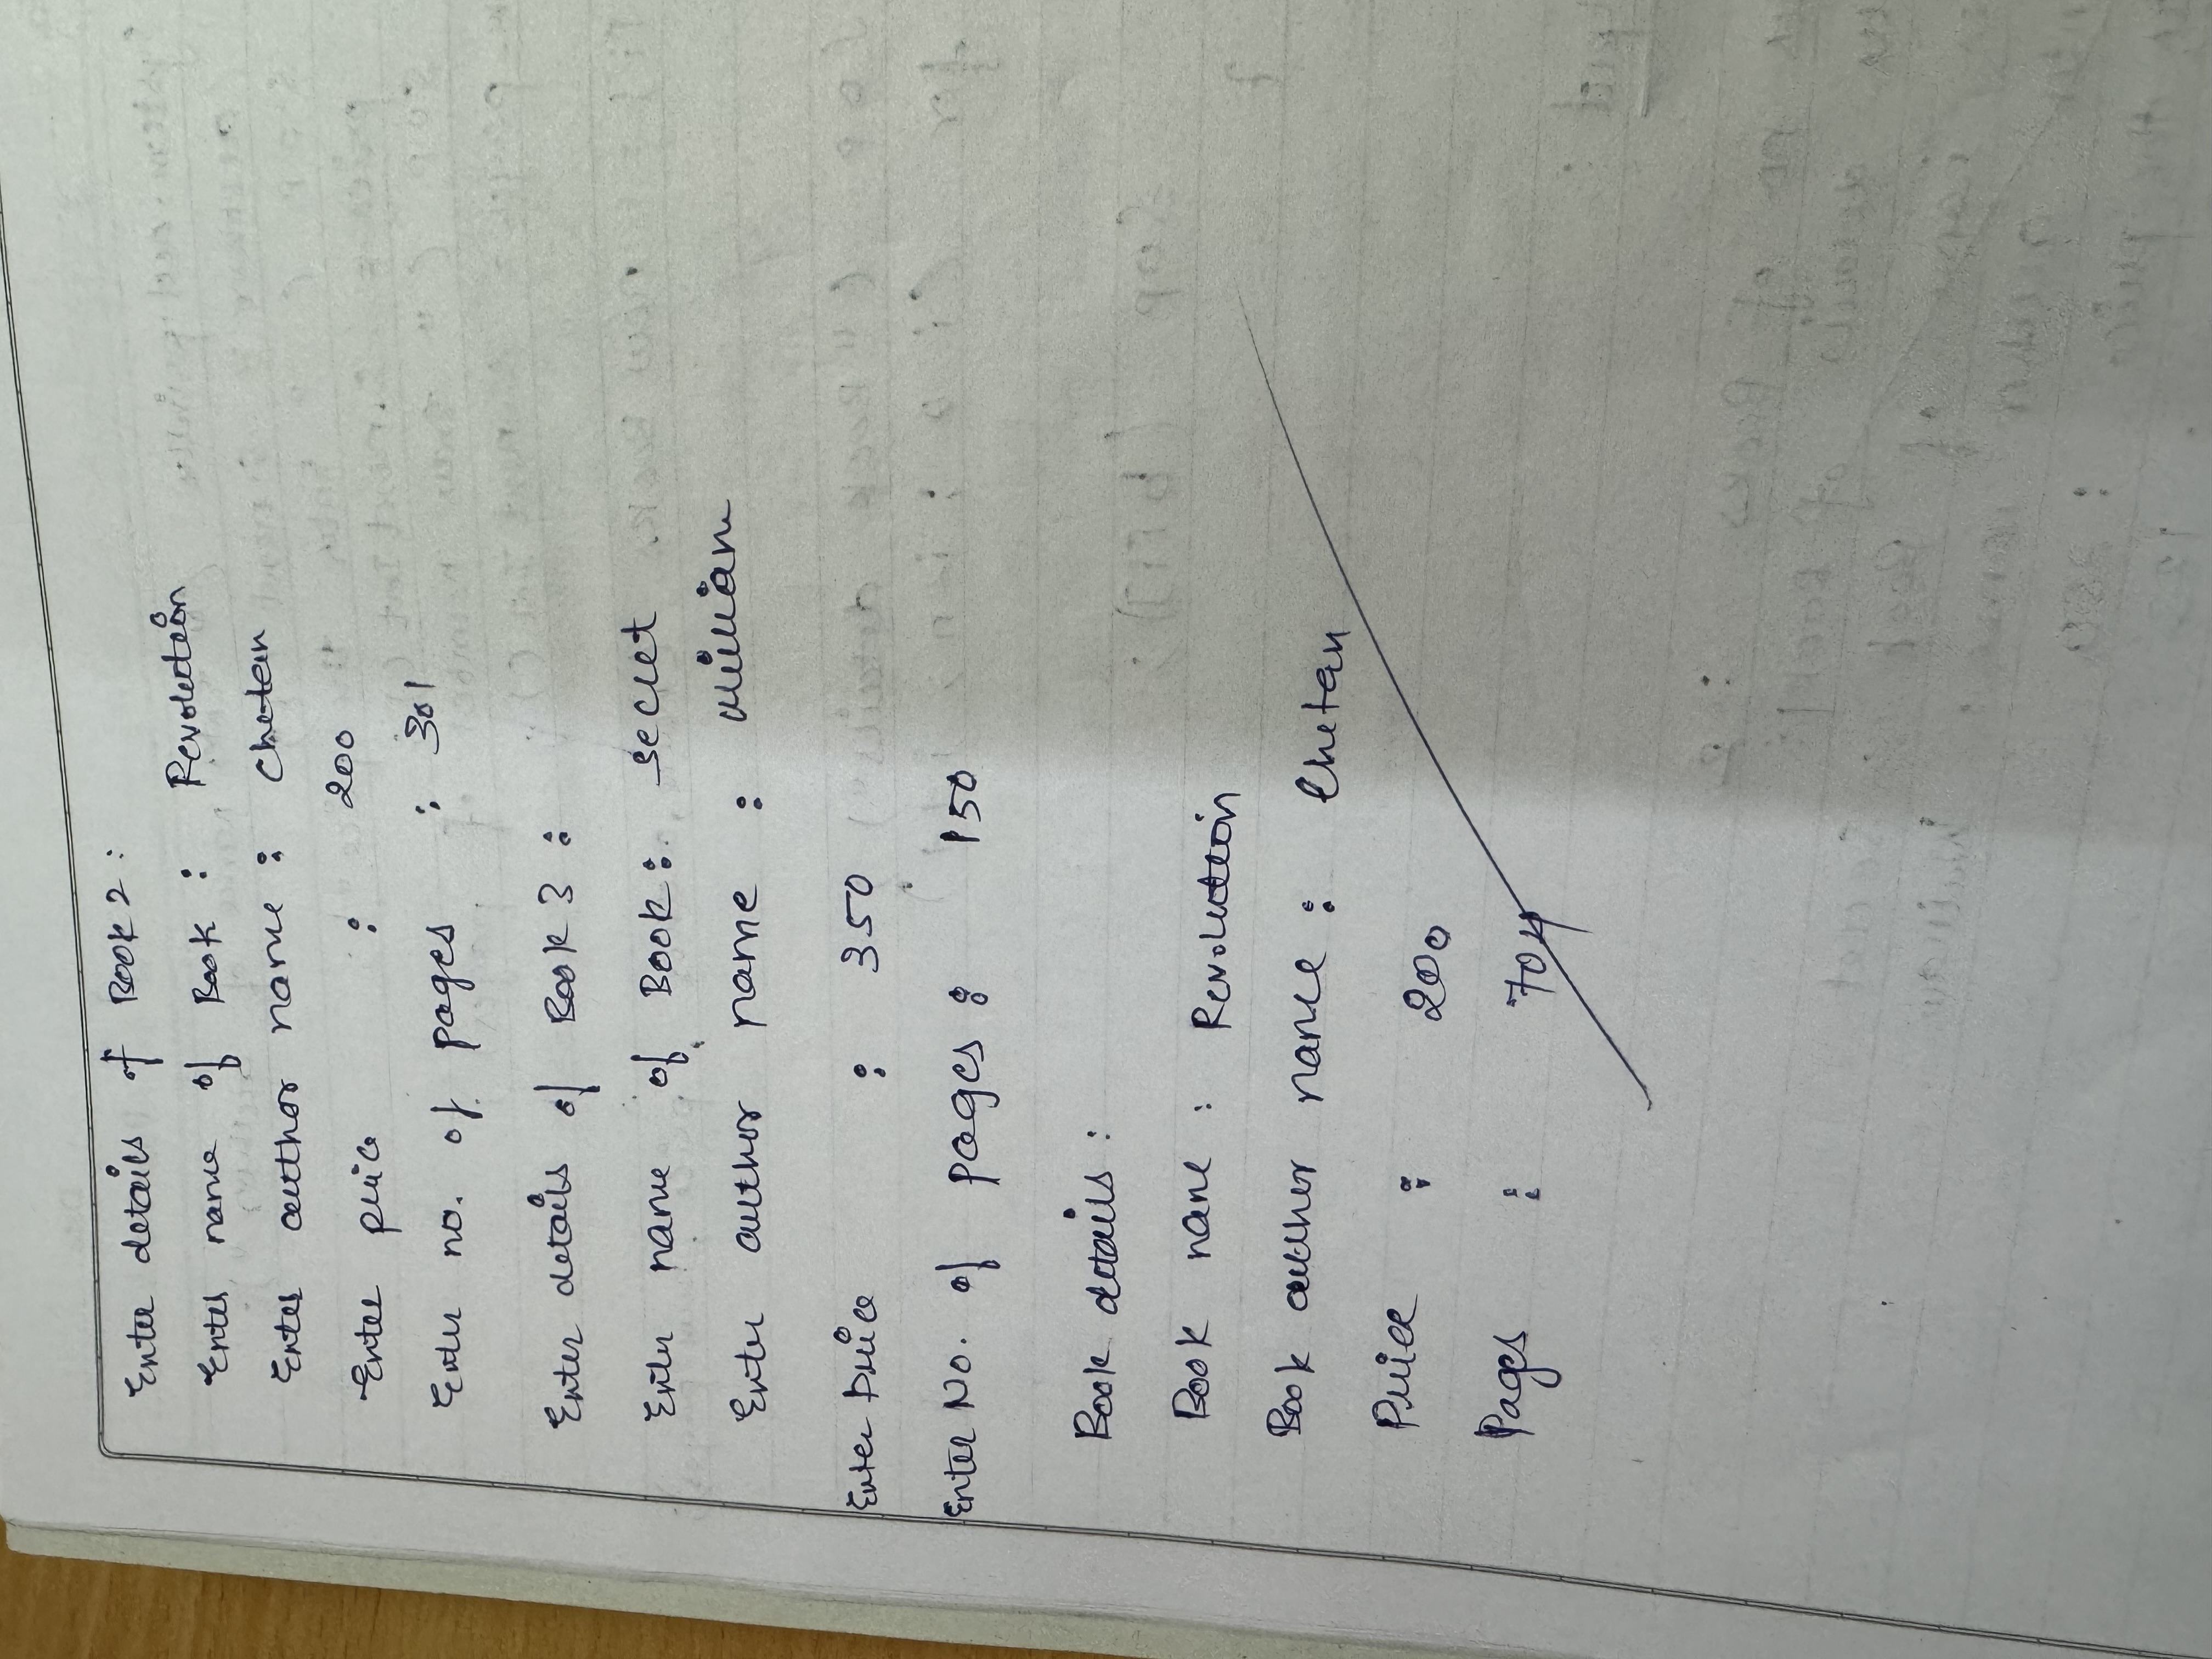 Enter details of Book 2 :
Enter name of Book : Revolution
Enter author name : Chetan
Enter price : 200
Enter no. of pages : 301
Enter details of Book 3 :
Enter name of Book : Secret
Enter author name : William
Enter Price : 350
Enter No. of pages : 150
Book details :
Book name : Revolution
Book author name : Chetan
Price : 200
Pages : 704